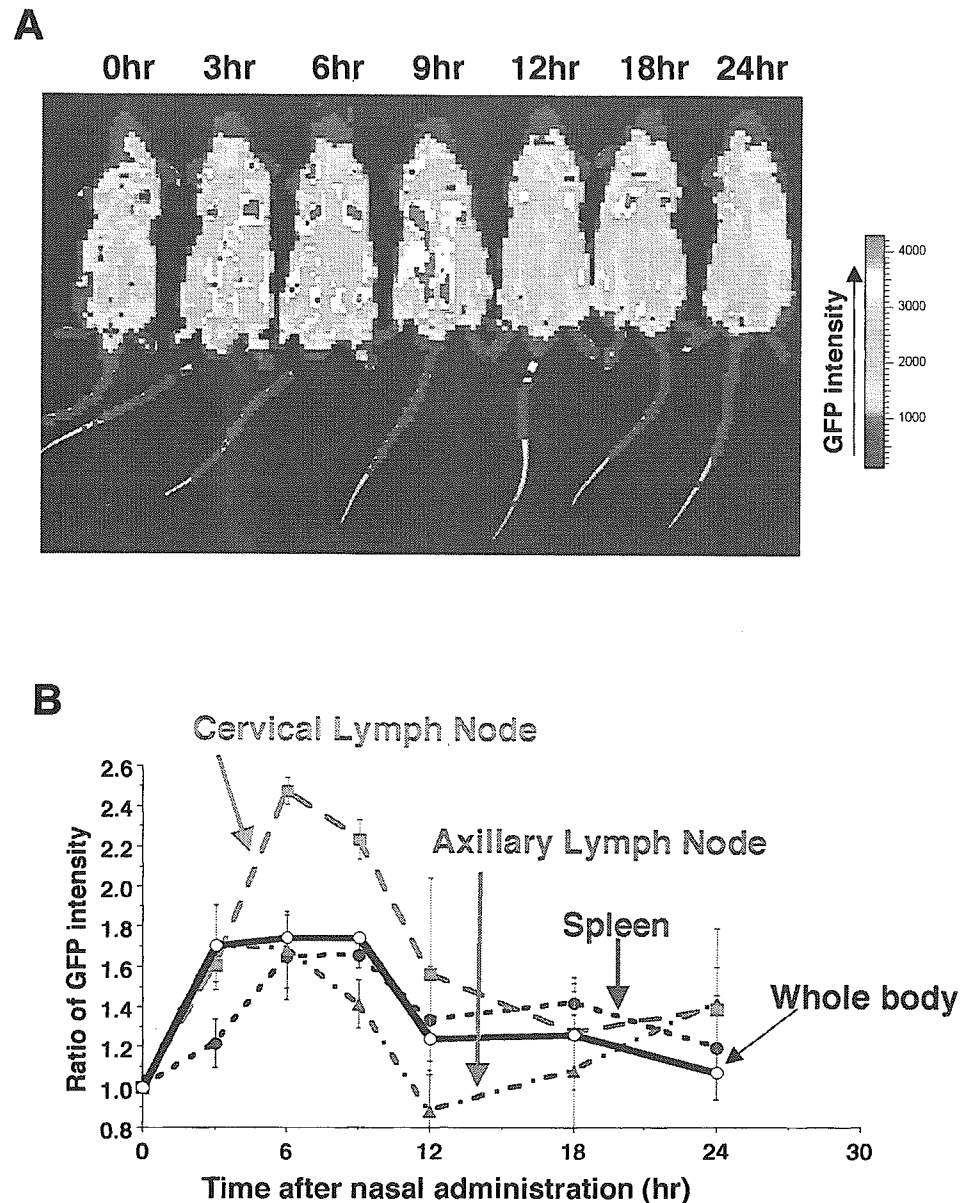 A
0hr 3hr 6hr 9hr 12hr 18hr 24hr
GFP intensity
4000
3000
2000
1000
B
Cervical Lymph Node
Axillary Lymph Node
Spleen
Whole body
Ratio of GFP intensity
2.6
2.4
2.2
2.0
1.8
1.6
1.4
1.2
1.0
0.8
0 6 12 18 24 30
Time after nasal administration (hr)